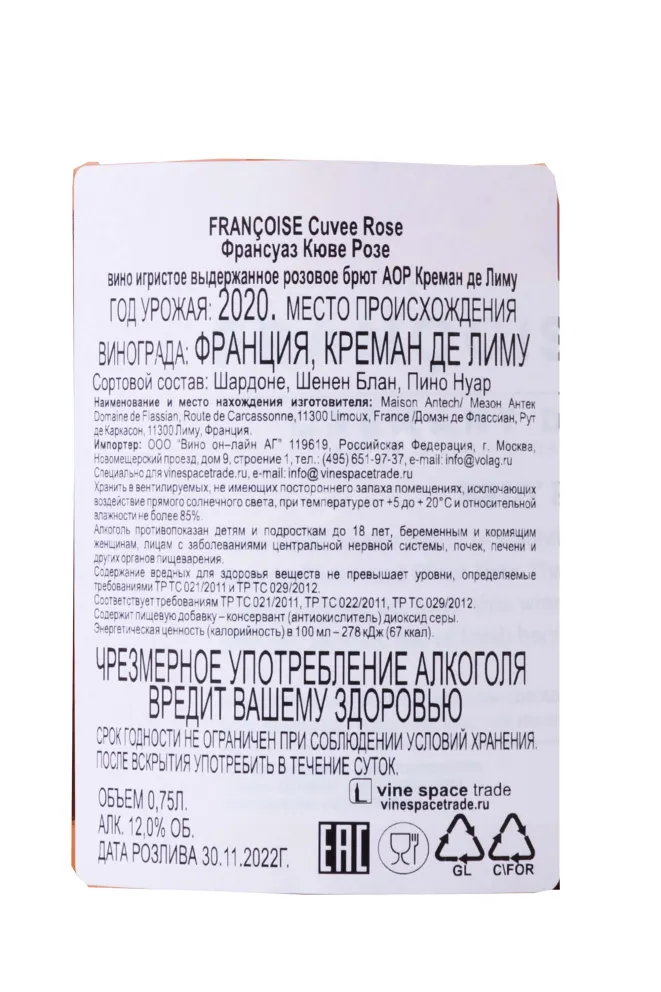 FRANÇOISE Cuvee Rose
Франсуаз Кюве Розе
вино игристое выдержанное розовое брют АОР Креман де Лиму
ГОД УРОЖАЯ: 2020. МЕСТО ПРОИСХОЖДЕНИЯ
ВИНОГРАДА: ФРАНЦИЯ, КРЕМАН ДЕ ЛИМУ
Сортовой состав: Шардоне, Шенен Блан, Пино Нуар
Наименование и место нахождения изготовителя: Maison Antech/ Мезон Антек
Domaine de Flassian, Route de Carcassonne,11300 Limoux, France /Домэн де Флассиан, Рут
де Каркасон, 11300 Лиму, Франция.
Импортер: ООО "Вино он-лайн АГ" 119619, Российская Федерация, г. Москва,
Новомещерский проезд, дом 9, строение 1, тел.: (495) 651-97-37, e-mail: info@volag.ru
Специально для vinespacetrade.ru, e-mail: info@vinespacetrade.ru
Хранить в вентилируемых, не имеющих постороннего запаха помещениях, исключающих
воздействие прямого солнечного света, при температуре от +5 до + 20°С и относительной
влажности не более 85%.
Алкоголь противопоказан детям и подросткам до 18 лет, беременным и кормящим
женщинам, лицам с заболеваниями центральной нервной системы, почек, печени и
других органов пищеварения.
Содержание вредных для здоровья веществ не превышает уровни, определяемые
требованиями ТР ТС 021/2011 и ТР ТС 029/2012.
Соответствует требованиям ТР ТС 021/2011, ТР ТС 022/2011, ТР ТС 029/2012.
Содержит пищевую добавку – консервант (антиокислитель) диоксид серы.
Энергетическая ценность (калорийность) в 100 мл – 278 кДж (67 ккал).
ЧРЕЗМЕРНОЕ УПОТРЕБЛЕНИЕ АЛКОГОЛЯ
ВРЕДИТ ВАШЕМУ ЗДОРОВЬЮ
СРОК ГОДНОСТИ НЕ ОГРАНИЧЕН ПРИ СОБЛЮДЕНИИ УСЛОВИЙ ХРАНЕНИЯ.
ПОСЛЕ ВСКРЫТИЯ УПОТРЕБИТЬ В ТЕЧЕНИЕ СУТОК.
vine space trade
vinespacetrade.ru
ОБЪЕМ 0,75Л.
АЛК. 12,0% ОБ.
ДАТА РОЗЛИВА 30.11.2022Г.
EAC
GL
C\FOR